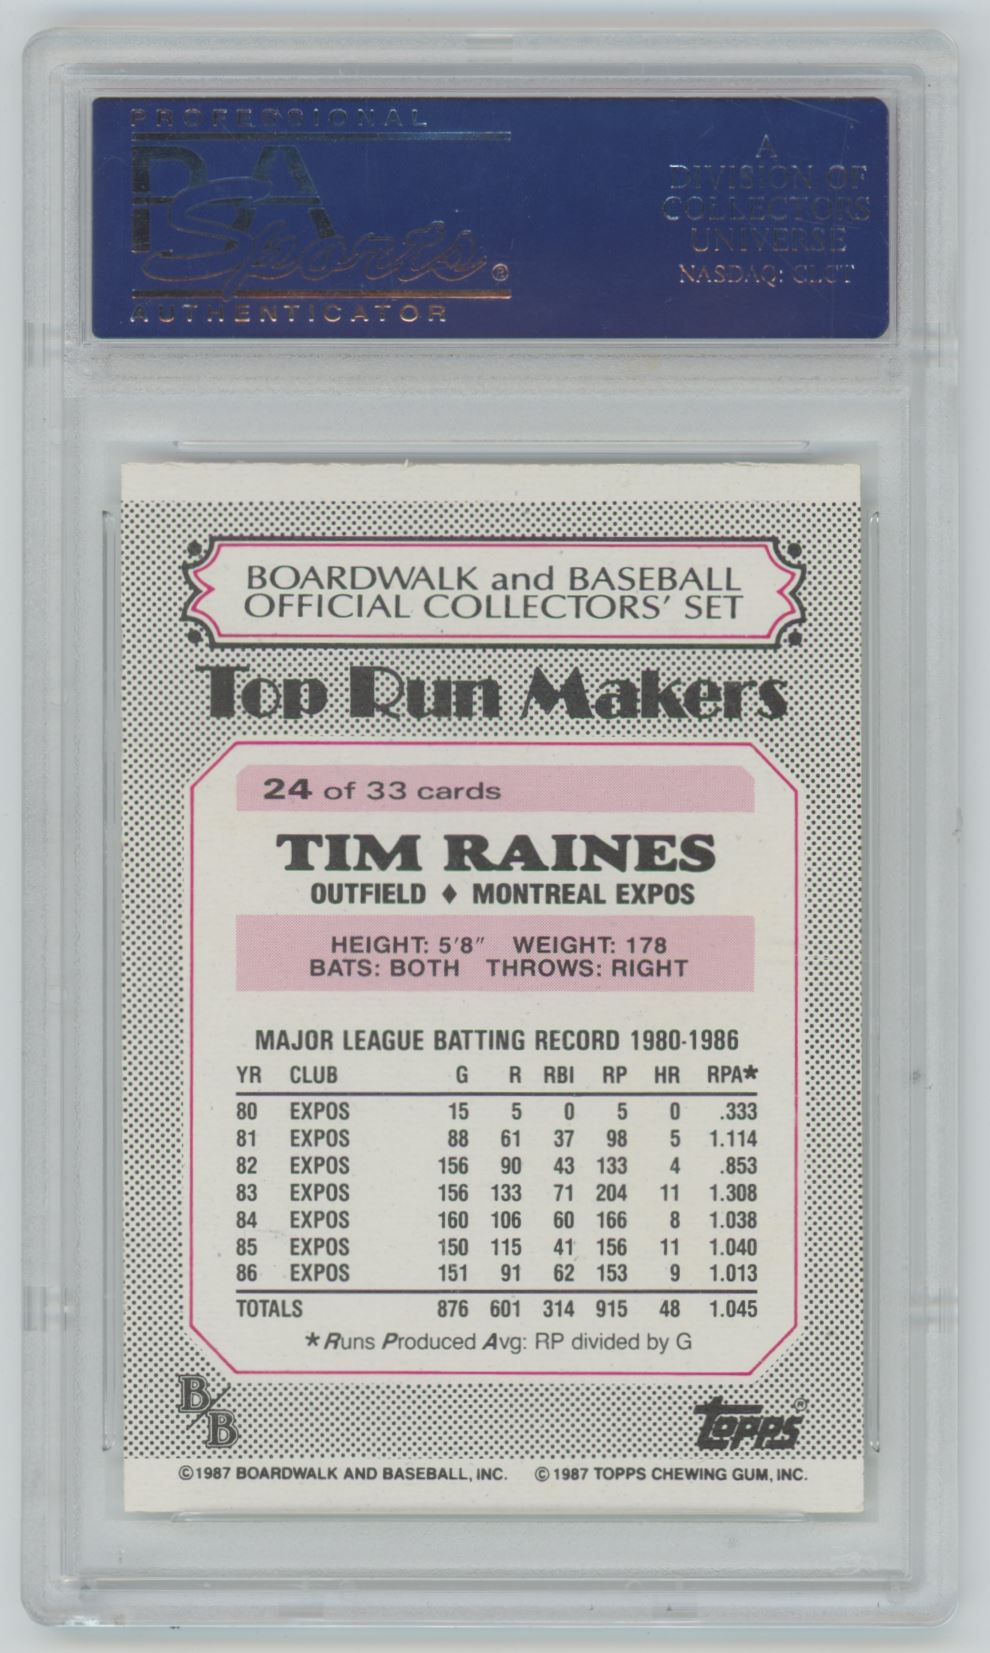 PROFESSIONAL
PSA
Sports®
AUTHENTICATOR
A
DIVISION OF
COLLECTORS
UNIVERSE
NASDAQ: CLCT
BOARDWALK and BASEBALL
OFFICIAL COLLECTORS' SET
Top Run Makers
24 of 33 cards
TIM RAINES
OUTFIELD ♦ MONTREAL EXPOS
HEIGHT: 5'8" WEIGHT: 178
BATS: BOTH THROWS: RIGHT
MAJOR LEAGUE BATTING RECORD 1980-1986
YR CLUB G R RBI RP HR RPA*
80 EXPOS 15 5 0 5 0 .333
81 EXPOS 88 61 37 98 5 1.114
82 EXPOS 156 90 43 133 4 .853
83 EXPOS 156 133 71 204 11 1.308
84 EXPOS 160 106 60 166 8 1.038
85 EXPOS 150 115 41 156 11 1.040
86 EXPOS 151 91 62 153 9 1.013
TOTALS 876 601 314 915 48 1.045
*Runs Produced Avg: RP divided by G
B/B
topps®
©1987 BOARDWALK AND BASEBALL, INC. ©1987 TOPPS CHEWING GUM, INC.